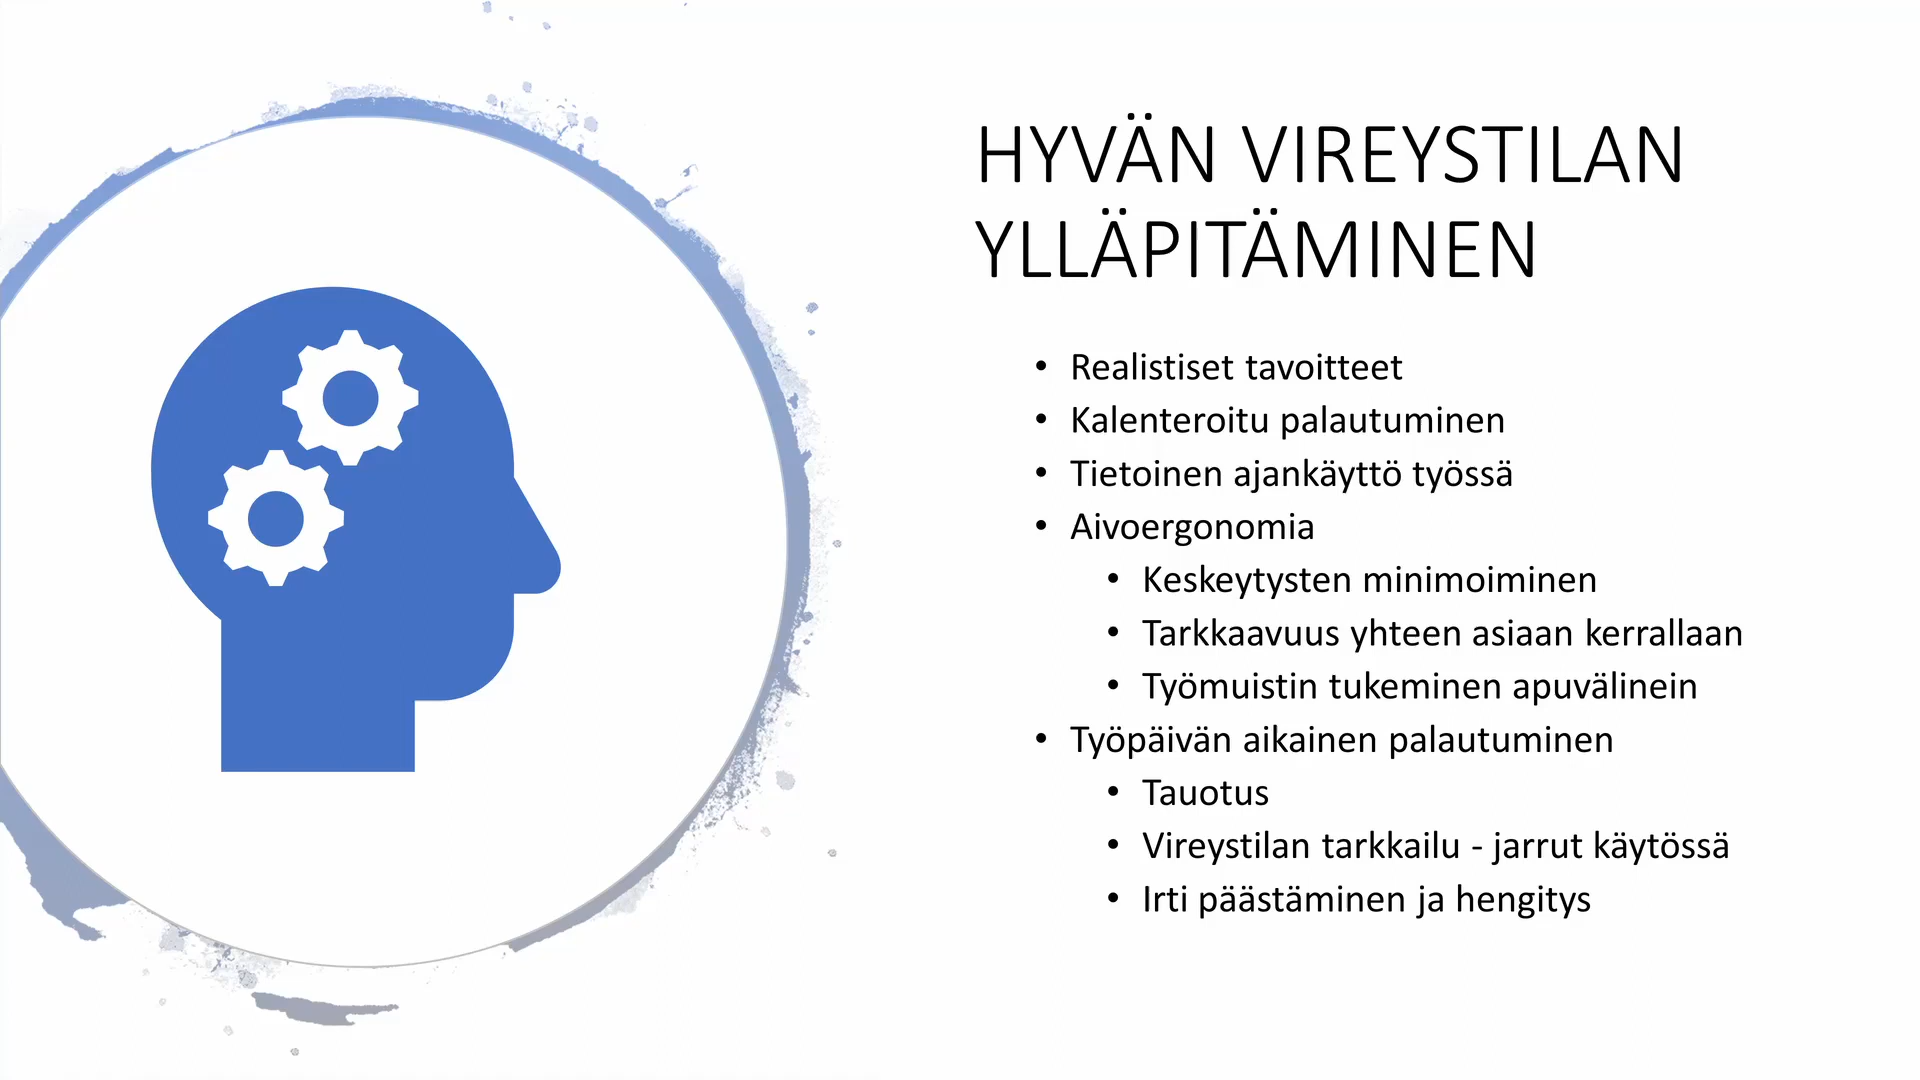 HYVÄN VIREYSTILAN
YLLÄPITÄMINEN
• Realistiset tavoitteet
• Kalenteroitu palautuminen
• Tietoinen ajankäyttö työssä
• Aivoergonomia
• Keskeytysten minimoiminen
• Tarkkaavuus yhteen asiaan kerrallaan
• Työmuistin tukeminen apuvälinein
• Työpäivän aikainen palautuminen
• Tauotus
• Vireystilan tarkkailu - jarrut käytössä
• Irti päästäminen ja hengitys